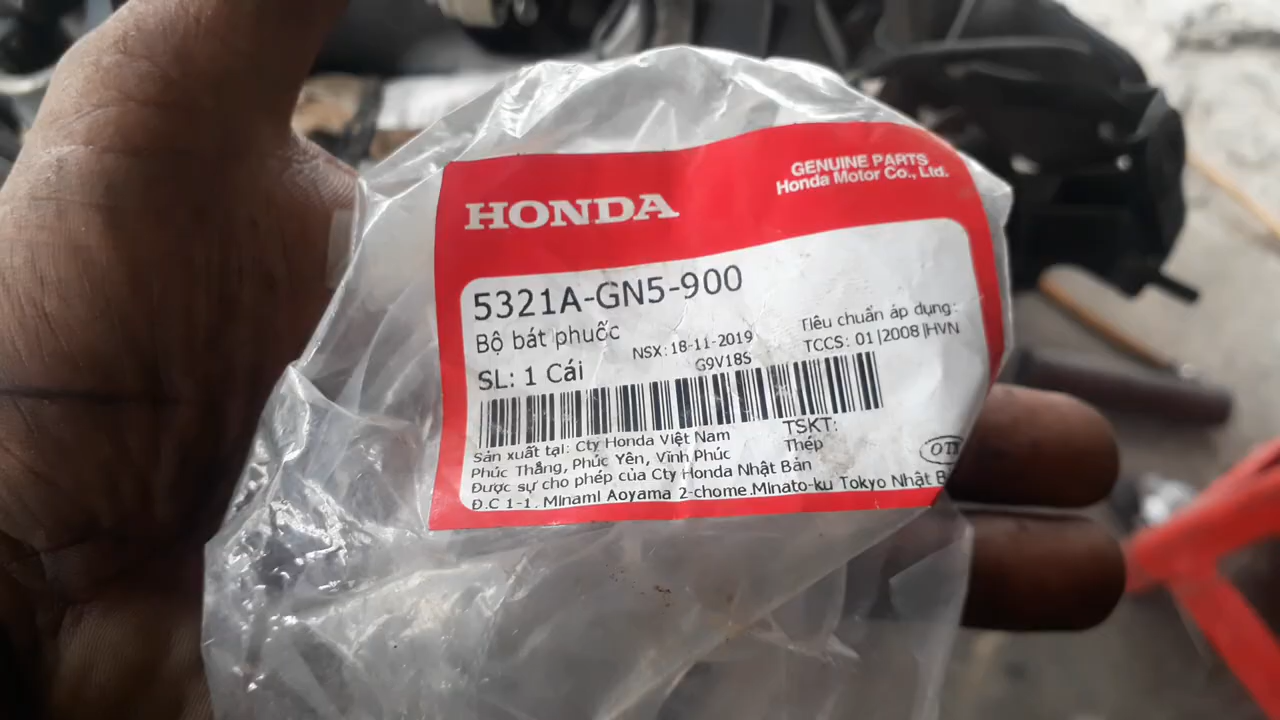 HONDA
GENUINE PARTS
Honda Motor Co., Ltd.
5321A-GN5-900
Bộ bát phuốc
NSX: 18-11-2019
Tiêu chuẩn áp dụng:
SL: 1 Cái
G9V18S
TCCS: 01|2008|HVN
Sản xuất tại: Cty Honda Việt Nam
TSKT:
Phúc Thắng, Phúc Yên, Vĩnh Phúc
Thép
Được sự cho phép của Cty Honda Nhật Bản
Đ.C 1-1, Minami Aoyama 2-chome.Minato-ku Tokyo Nhật